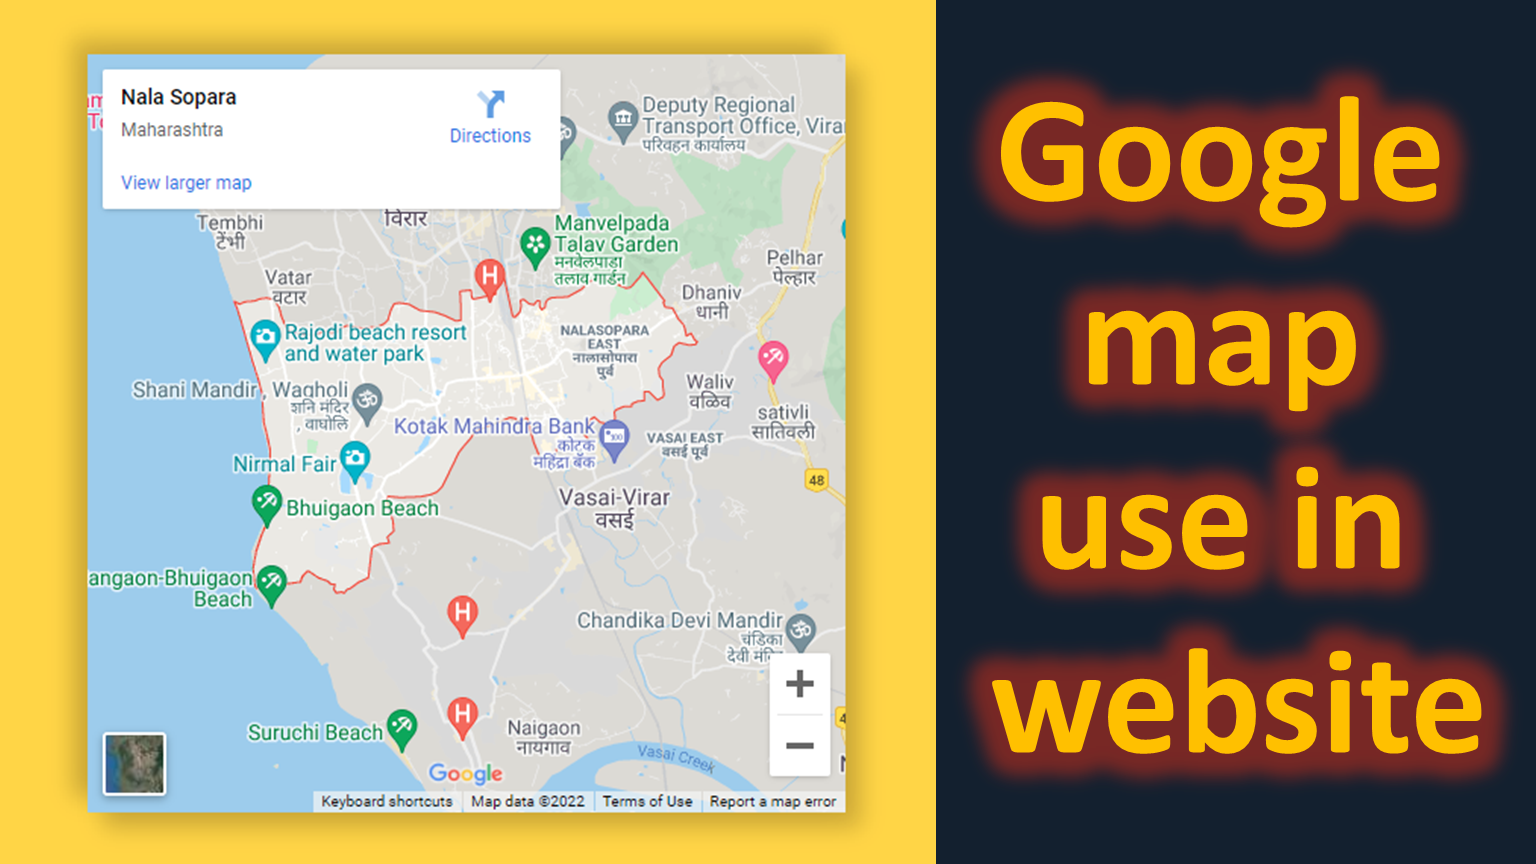 Nala Sopara
Maharashtra
Directions
View larger map
Deputy Regional
Transport Office, Vira
परिवहन कार्यालय
Tembhi
टेंभी
विरार
Manvelpada
Talav Garden
मनवेलपाडा
तलाव गार्डन
Pelhar
पेल्हार
Vatar
वटार
Dhaniv
धानी
Rajodi beach resort
and water park
NALASOPARA
EAST
नालासोपारा
पुर्व
Shani Mandir, Wagholi
शनि मंदिर
, वाघोलि
Waliv
वळिव
sativli
सातिवली
Kotak Mahindra Bank
कोटक
महिंद्रा बँक
VASAI EAST
वसई पूर्व
Nirmal Fair
48
Bhuigaon Beach
Vasai-Virar
वसई
angaon-Bhuigaon
Beach
Chandika Devi Mandir
चंडिका
देवी मंदि
Suruchi Beach
Naigaon
नायगाव
Vasai Creek
Google
Keyboard shortcuts
Map data ©2022
Terms of Use
Report a map error
Google
map
use in
website